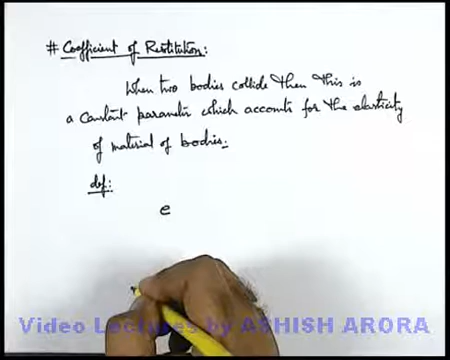 # Coefficient of Restitution:
When two bodies collide then this is
a constant parameter which accounts for the elasticity
of material of bodies.
def:
e
Video Lectures by ASHISH ARORA